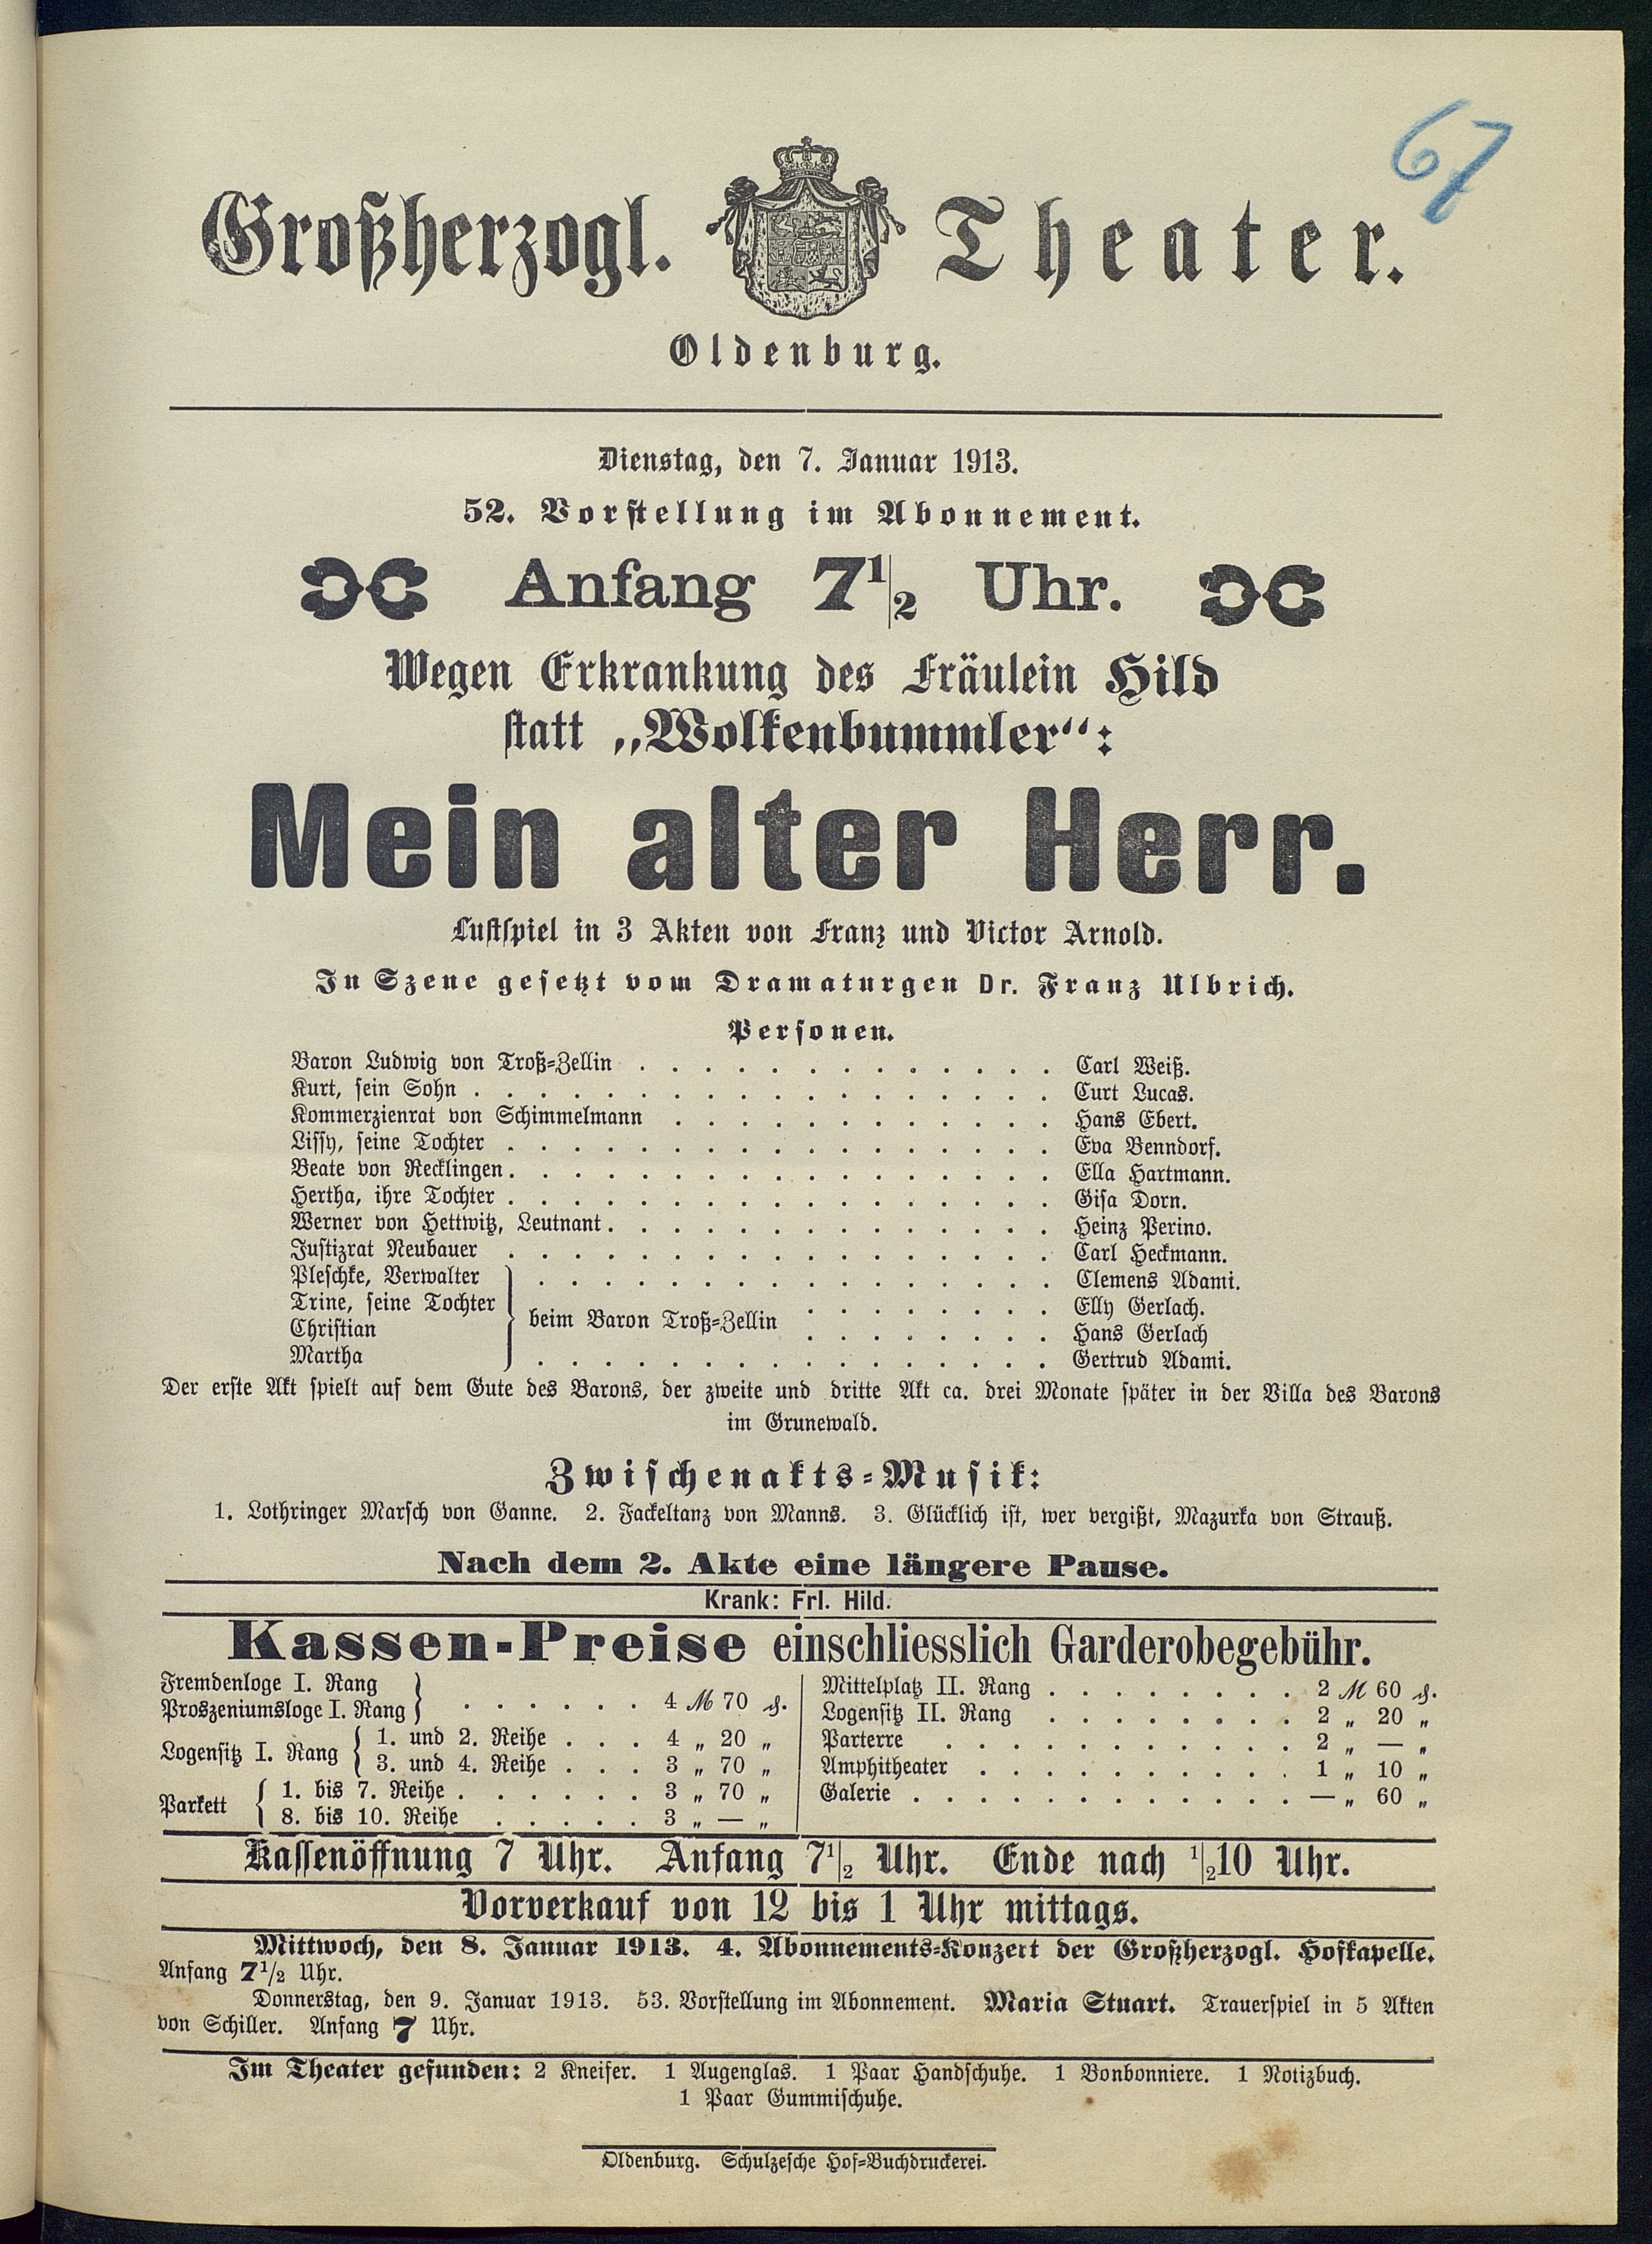 67
Großherzogl. Theater.
Oldenburg.
Dienstag, den 7. Januar 1913.
52. Vorstellung im Abonnement.
Anfang 7 1/2 Uhr.
Wegen Erkrankung des Fräulein Hild
statt „Wolkenbummler“:
Mein alter Herr.
Lustspiel in 3 Akten von Franz und Victor Arnold.
In Szene gesetzt vom Dramaturgen Dr. Franz Ulbrich.
Personen.
Baron Ludwig von Troß-Zellin . . . . . . . . . . . . . Carl Weiß.
Kurt, sein Sohn . . . . . . . . . . . . . . . . . . Curt Lucas.
Kommerzienrat von Schimmelmann . . . . . . . . . . . . Hans Ebert.
Lissy, seine Tochter . . . . . . . . . . . . . . . . . Eva Benndorf.
Beate von Recklingen . . . . . . . . . . . . . . . . . Ella Hartmann.
Hertha, ihre Tochter . . . . . . . . . . . . . . . . . Gisa Dorn.
Werner von Hettwitz, Leutnant . . . . . . . . . . . . . . Heinz Perino.
Justizrat Neubauer . . . . . . . . . . . . . . . . . Carl Heckmann.
Pleschke, Verwalter } . . . . . . . . . . . . . . . . Clemens Adami.
Trine, seine Tochter } beim Baron Troß-Zellin . . . . . . . . Elly Gerlach.
Christian } . . . . . . . . Hans Gerlach
Martha } . . . . . . . . . . . . . . . . Gertrud Adami.
Der erste Akt spielt auf dem Gute des Barons, der zweite und dritte Akt ca. drei Monate später in der Villa des Barons
im Grunewald.
Zwischenakts-Musik:
1. Lothringer Marsch von Ganne. 2. Fackeltanz von Manns. 3. Glücklich ist, wer vergißt, Mazurka von Strauß.
Nach dem 2. Akte eine längere Pause.
Krank: Frl. Hild.
Kassen-Preise einschliesslich Garderobegebühr.
Fremdenloge I. Rang }
Proszeniumsloge I. Rang } . . . . . . 4 M 70 ₰.
Logensitz I. Rang { 1. und 2. Reihe . . . 4 „ 20 „
3. und 4. Reihe . . . 3 „ 70 „
Parkett { 1. bis 7. Reihe . . . . . . 3 „ 70 „
8. bis 10. Reihe . . . . . 3 „ — „
Mittelplatz II. Rang . . . . . . . . 2 M 60 ₰.
Logensitz II. Rang . . . . . . . . 2 „ 20 „
Parterre . . . . . . . . . . . 2 „ — „
Amphitheater . . . . . . . . . . 1 „ 10 „
Galerie . . . . . . . . . . . . — „ 60 „
Kassenöffnung 7 Uhr. Anfang 7 1/2 Uhr. Ende nach 1/2 10 Uhr.
Vorverkauf von 12 bis 1 Uhr mittags.
Mittwoch, den 8. Januar 1913. 4. Abonnements-Konzert der Großherzogl. Hofkapelle.
Anfang 7 1/2 Uhr.
Donnerstag, den 9. Januar 1913. 53. Vorstellung im Abonnement. Maria Stuart. Trauerspiel in 5 Akten
von Schiller. Anfang 7 Uhr.
Im Theater gefunden: 2 Kneifer. 1 Augenglas. 1 Paar Handschuhe. 1 Bonbonniere. 1 Notizbuch.
1 Paar Gummischuhe.
Oldenburg. Schulzesche Hof-Buchdruckerei.